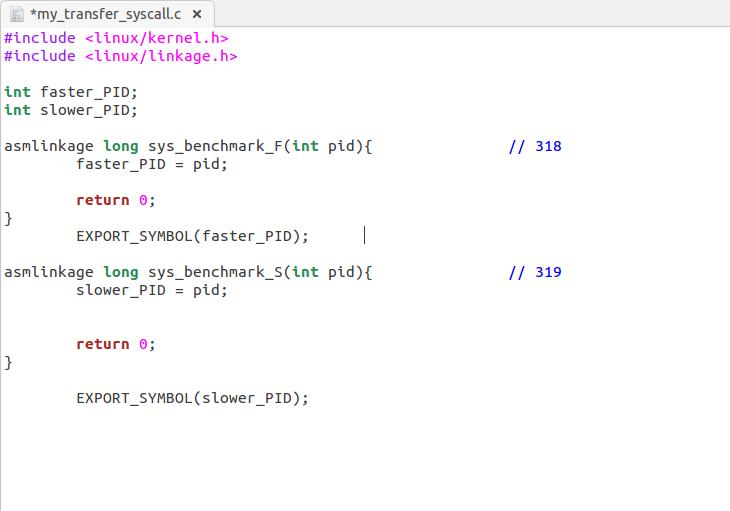 *my_transfer_syscall.c ×
#include <linux/kernel.h>
#include <linux/linkage.h>
int faster_PID;
int slower_PID;
asmlinkage long sys_benchmark_F(int pid){ // 318
faster_PID = pid;
return 0;
}
EXPORT_SYMBOL(faster_PID);
asmlinkage long sys_benchmark_S(int pid){ // 319
slower_PID = pid;
return 0;
}
EXPORT_SYMBOL(slower_PID);